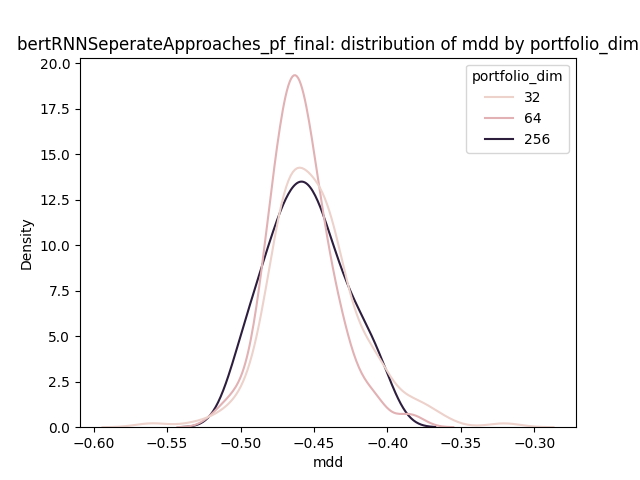 bertRNNSeperateApproaches_pf_final: distribution of mdd by portfolio_dim
portfolio_dim
32
64
256
Density
20.0
17.5
15.0
12.5
10.0
7.5
5.0
2.5
0.0
−0.60 −0.55 −0.50 −0.45 −0.40 −0.35 −0.30
mdd